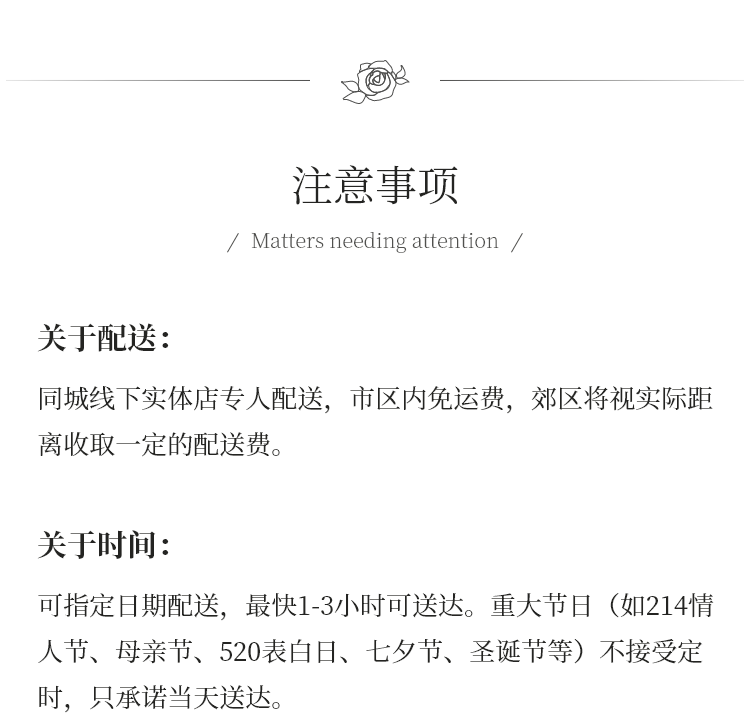 注意事项
/ Matters needing attention /
关于配送：
同城线下实体店专人配送，市区内免运费，郊区将视实际距
离收取一定的配送费。
关于时间：
可指定日期配送，最快1-3小时可送达。重大节日（如214情
人节、母亲节、520表白日、七夕节、圣诞节等）不接受定
时，只承诺当天送达。